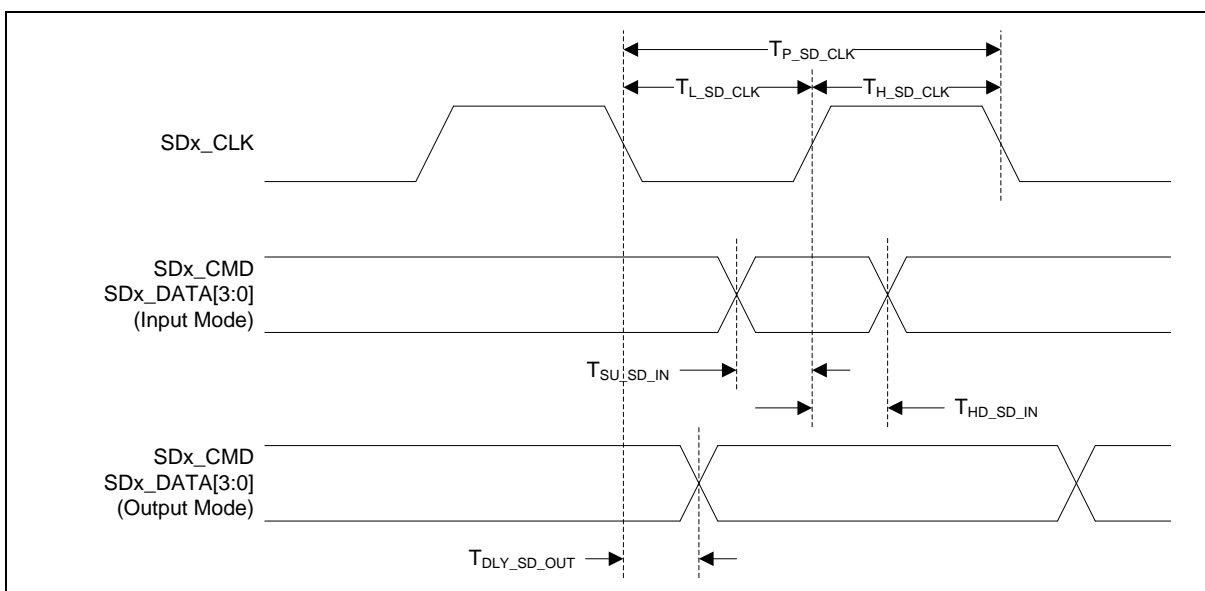 T_P_SD_CLK
T_L_SD_CLK
T_H_SD_CLK
SDx_CLK
SDx_CMD
SDx_DATA[3:0]
(Input Mode)
T_SU_SD_IN
T_HD_SD_IN
SDx_CMD
SDx_DATA[3:0]
(Output Mode)
T_DLY_SD_OUT